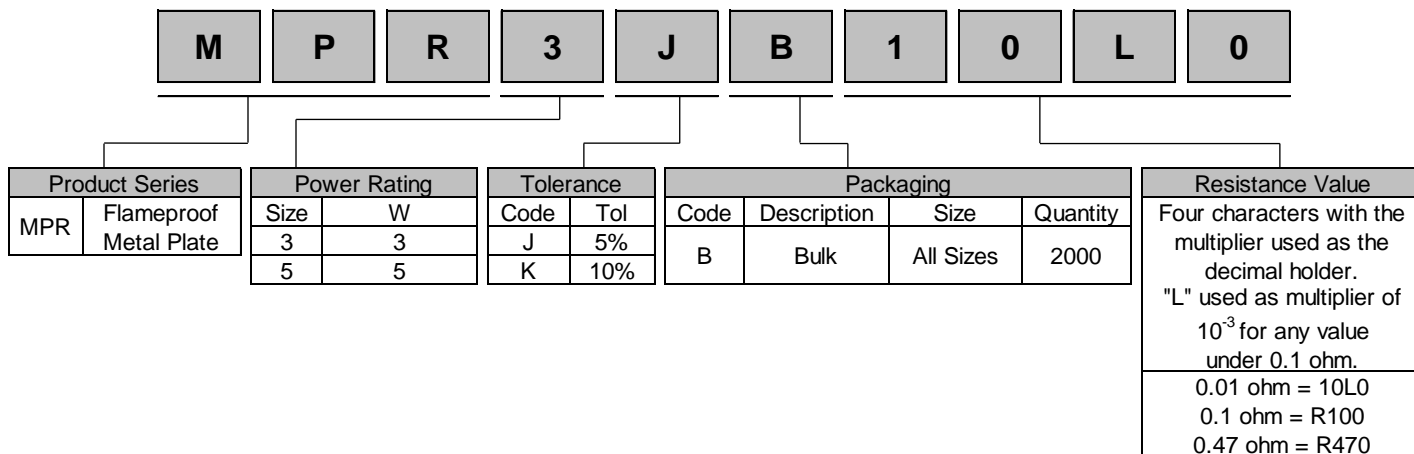 M P R 3 J B 1 0 L 0
Product Series
MPR Flameproof Metal Plate
Power Rating
Size W
3 3
5 5
Tolerance
Code Tol
J 5%
K 10%
Packaging
Code Description Size Quantity
B Bulk All Sizes 2000
Resistance Value
Four characters with the
multiplier used as the
decimal holder.
"L" used as multiplier of
10⁻³ for any value
under 0.1 ohm.
0.01 ohm = 10L0
0.1 ohm = R100
0.47 ohm = R470